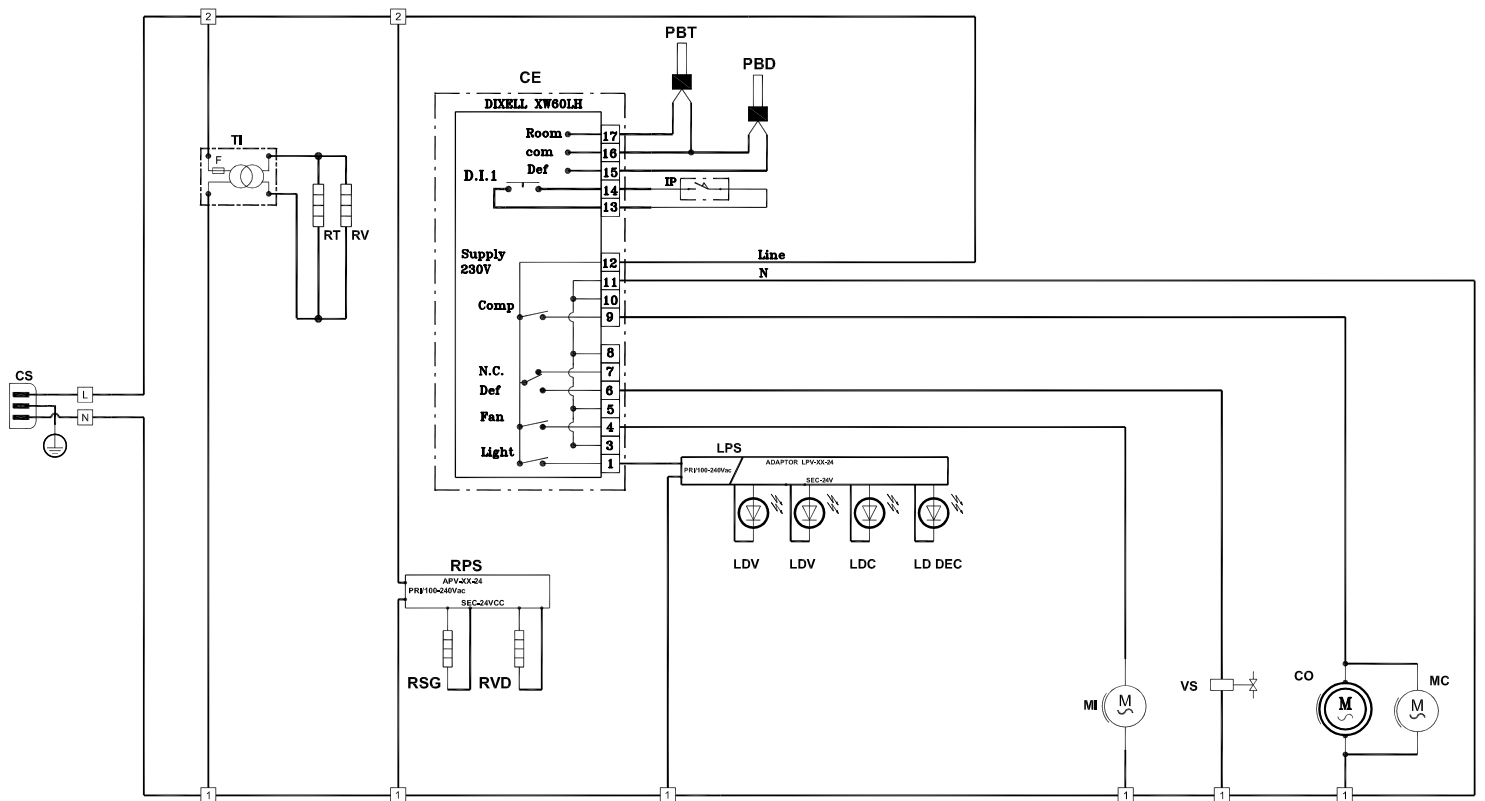 2
2
PBT
PBD
CE
DIXELL XW60LH
TI
F
RT
RV
Room
17
com
16
Def
15
D.I.1
14
IP
13
Supply
230V
12
Line
11
N
10
Comp
9
8
N.C.
7
Def
6
5
Fan
4
3
Light
1
CS
L
N
LPS
ADAPTOR LPV-XX-24
PRI/100-240Vac
SEC-24V
LDV
LDV
LDC
LD DEC
RPS
APV-XX-24
PRI/100-240Vac
SEC-24VCC
RSG
RVD
MI
M
VS
CO
M
MC
M
1
1
1
1
1
1